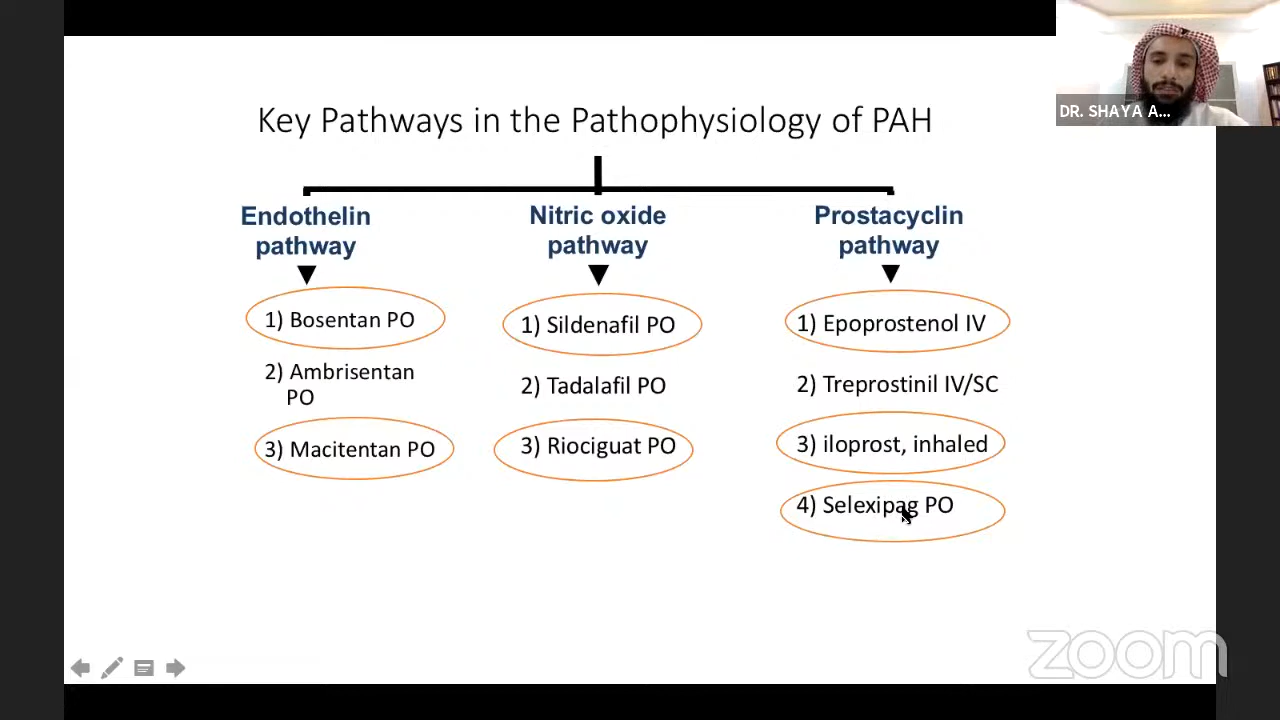 DR. SHAYA A...
Key Pathways in the Pathophysiology of PAH
Endothelin
pathway
1) Bosentan PO
2) Ambrisentan
PO
3) Macitentan PO
Nitric oxide
pathway
1) Sildenafil PO
2) Tadalafil PO
3) Riociguat PO
Prostacyclin
pathway
1) Epoprostenol IV
2) Treprostinil IV/SC
3) iloprost, inhaled
4) Selexipag PO
zoom